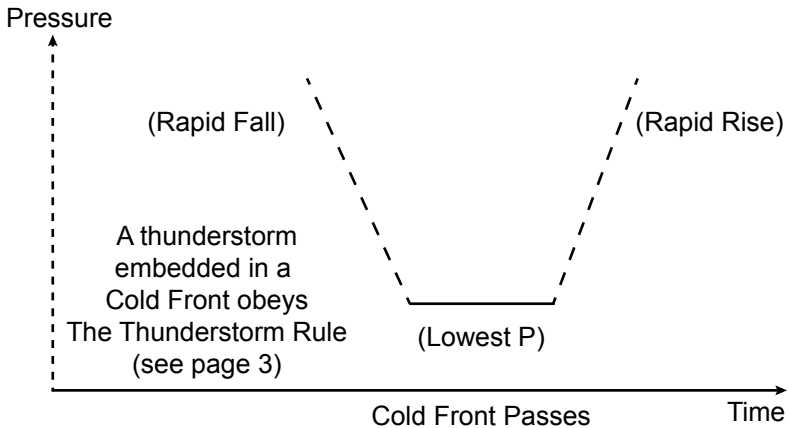 Pressure
(Rapid Fall)
(Rapid Rise)
A thunderstorm
embedded in a
Cold Front obeys
The Thunderstorm Rule
(see page 3)
(Lowest P)
Cold Front Passes
Time